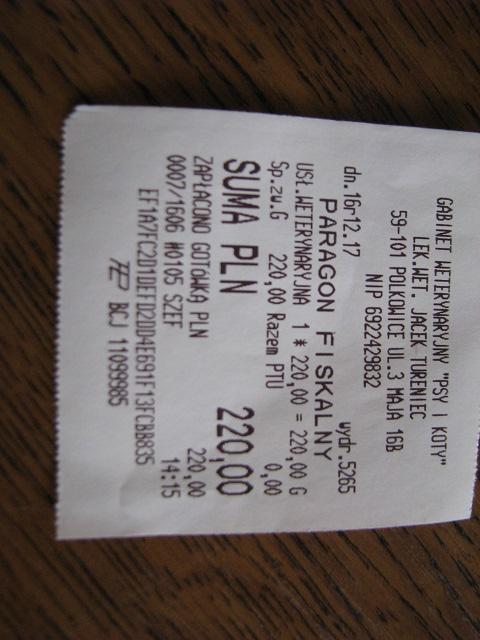 GABINET WETERYNARYJNY "PSY I KOTY"
LEK.WET. JACEK TURENIEC
59-101 POLKOWICE UL.3 MAJA 16B
NIP 6922429832
dn.16r12.17 wydr.5265
PARAGON FISKALNY
USŁ.WETERYNARYJNA 1 * 220,00 = 220,00 G
Sp.zw.G 220,00 Razem PTU 0,00
SUMA PLN 220,00
ZAPŁACONO GOTÓWKĄ PLN 220,00
0007/1606 #0105 SZEF 14:15
BCJ 11099985